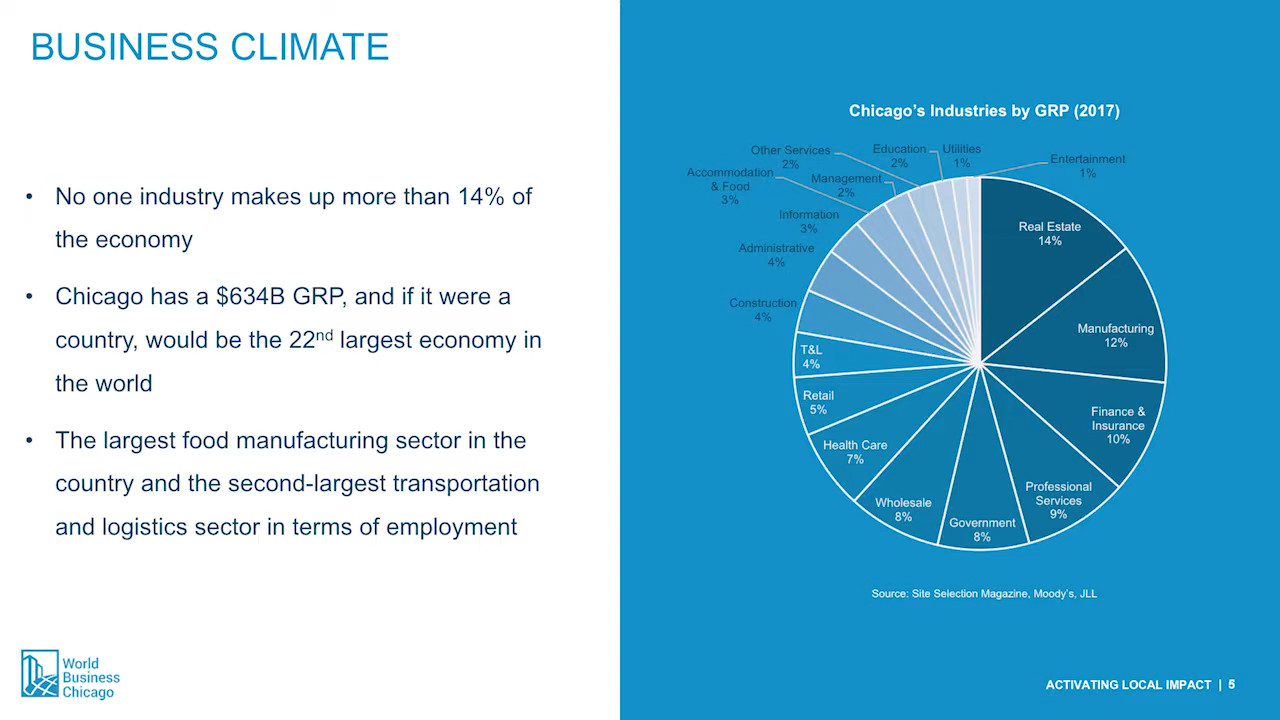 BUSINESS CLIMATE
• No one industry makes up more than 14% of
the economy
• Chicago has a $634B GRP, and if it were a
country, would be the 22nd largest economy in
the world
• The largest food manufacturing sector in the
country and the second-largest transportation
and logistics sector in terms of employment
World
Business
Chicago
Chicago’s Industries by GRP (2017)
Real Estate
14%
Manufacturing
12%
Finance &
Insurance
10%
Professional
Services
9%
Government
8%
Wholesale
8%
Health Care
7%
Retail
5%
T&L
4%
Construction
4%
Administrative
4%
Information
3%
Accommodation
& Food
3%
Management
2%
Other Services
2%
Education
2%
Utilities
1%
Entertainment
1%
Source: Site Selection Magazine, Moody’s, JLL
ACTIVATING LOCAL IMPACT | 5